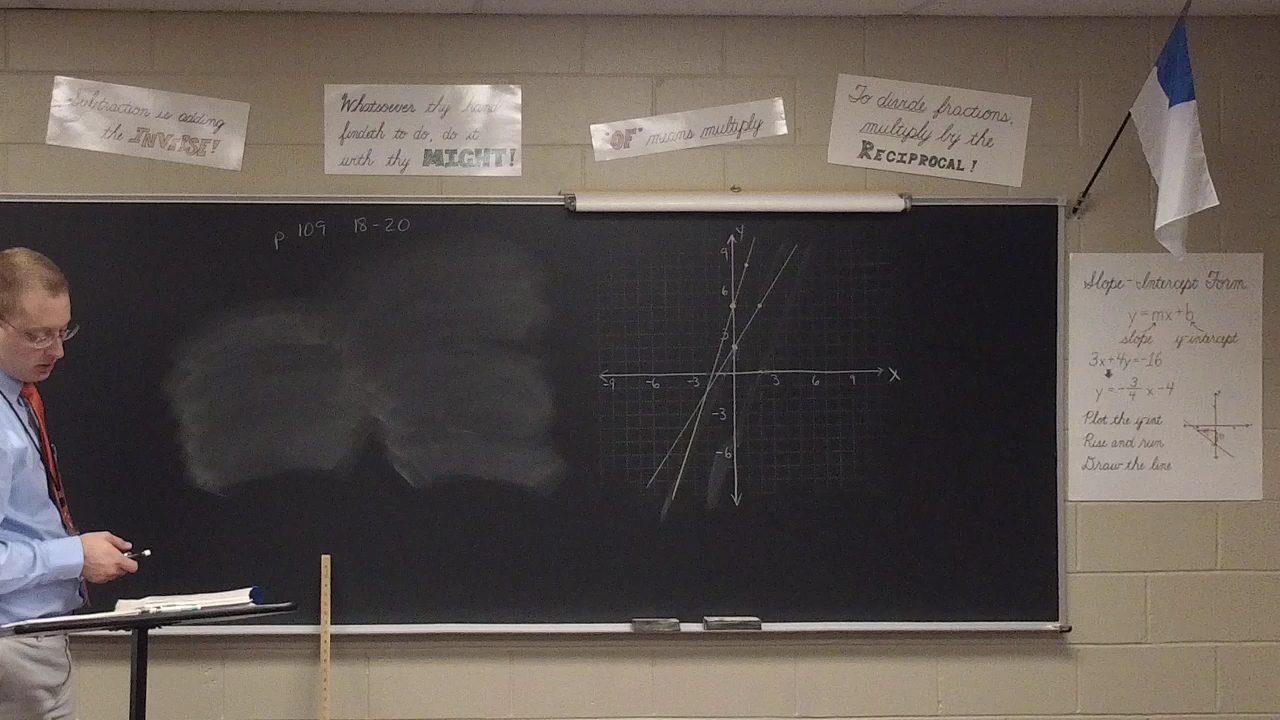 Subtraction is adding
the INVERSE!
Whatsoever thy hand
findeth to do, do it
with thy MIGHT!
"OF" means multiply
To divide fractions,
multiply by the
RECIPROCAL!
p 109 18-20
y
9
6
3
-9 -6 -3 3 6 9 X
-3
-6
Slope-Intercept Form
y=mx+b
slope y-intercept
3x+4y=-16
y=-3/4 x-4
Plot the y-int
Rise and run
Draw the line